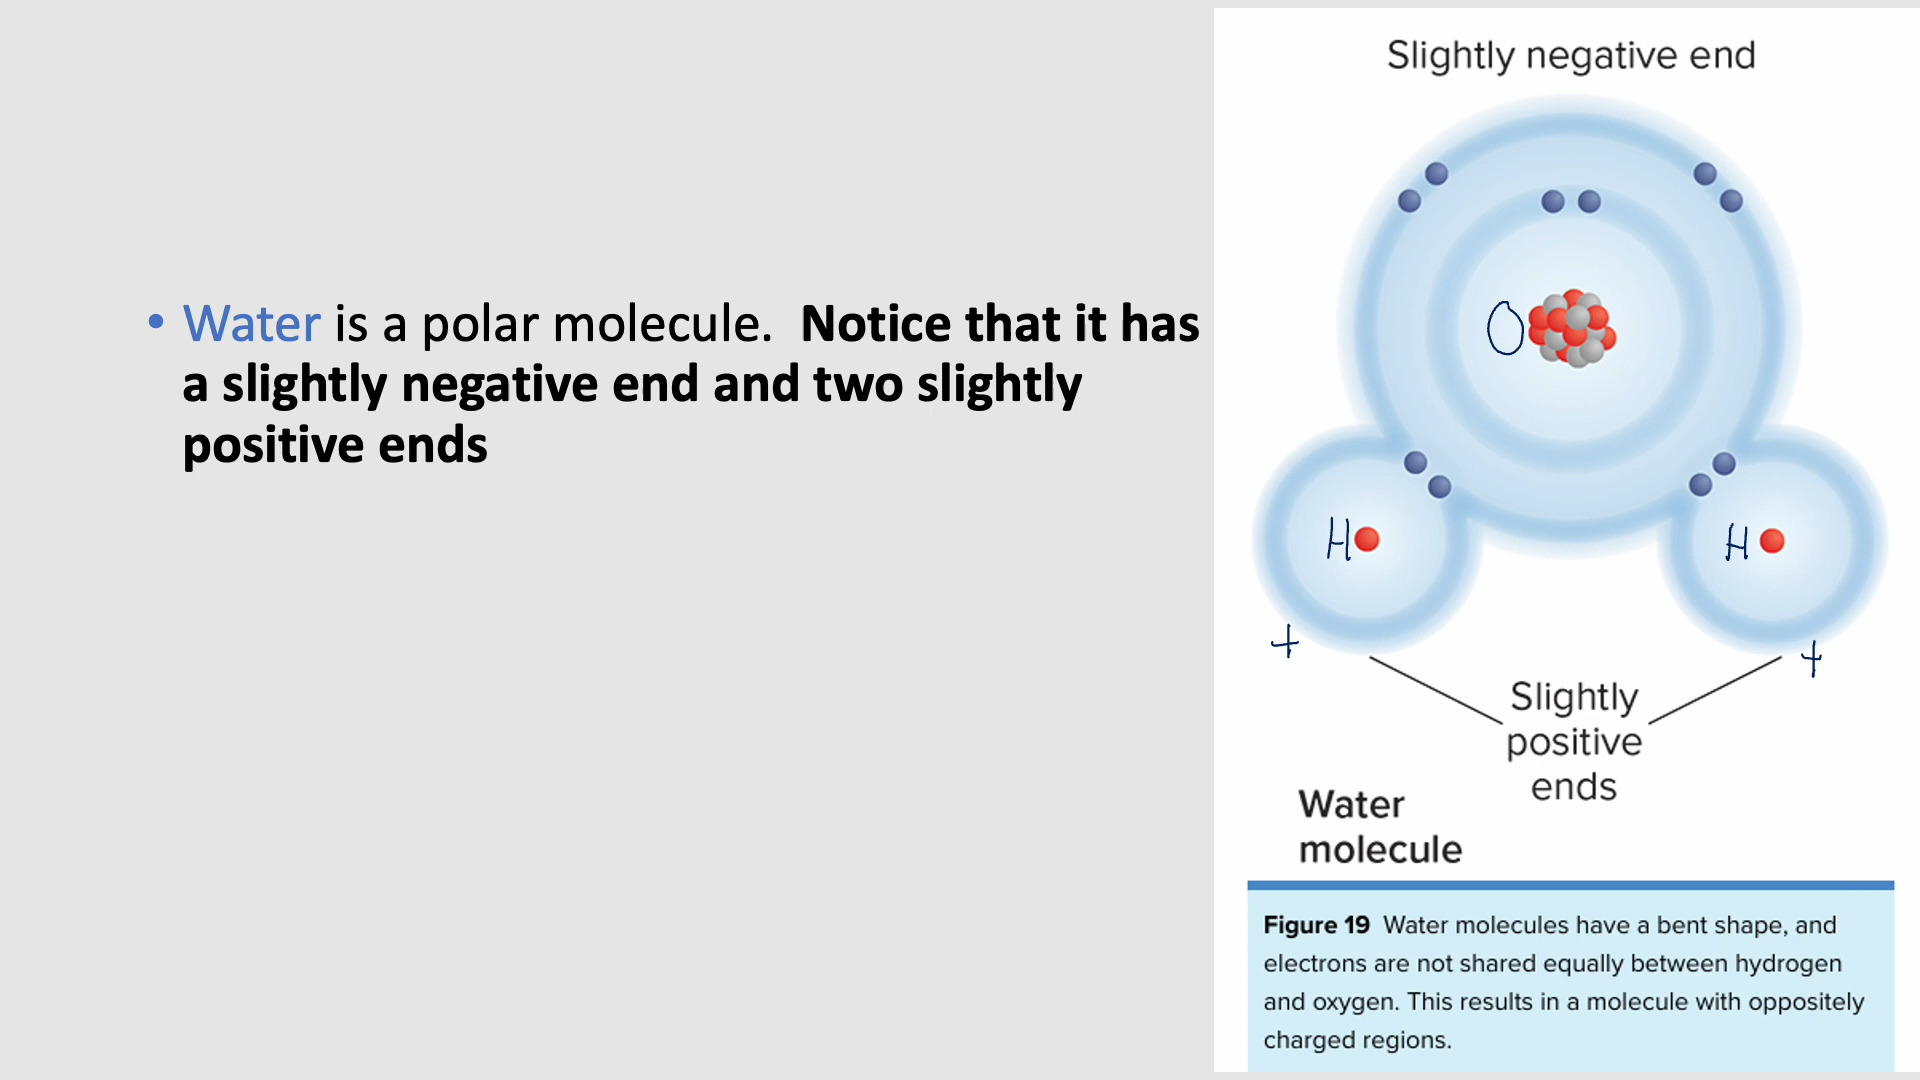 • Water is a polar molecule.  Notice that it has
a slightly negative end and two slightly
positive ends
Slightly negative end
O
H
H
+
+
Slightly
positive
ends
Water
molecule
Figure 19 Water molecules have a bent shape, and
electrons are not shared equally between hydrogen
and oxygen. This results in a molecule with oppositely
charged regions.